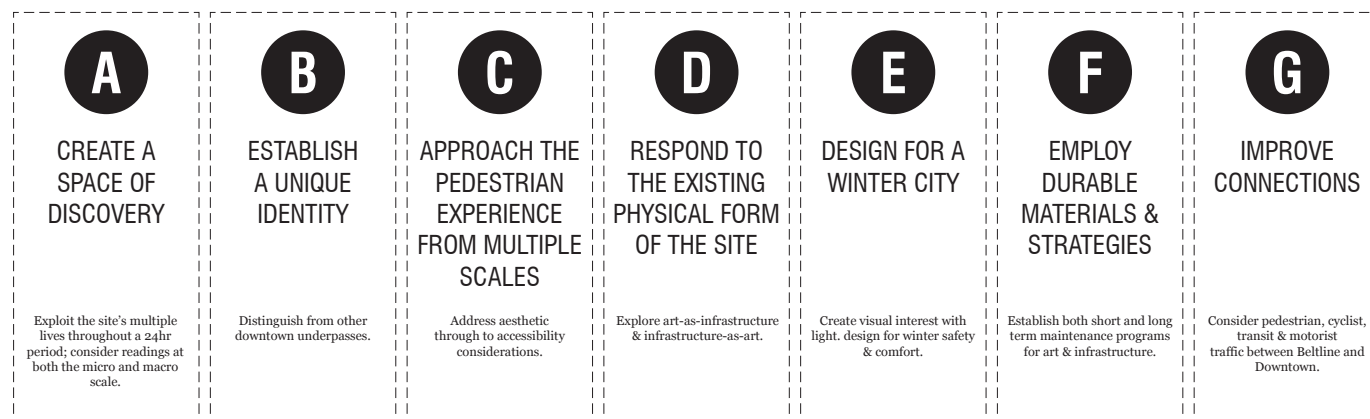 A
CREATE A
SPACE OF
DISCOVERY
Exploit the site's multiple
lives throughout a 24hr
period; consider readings at
both the micro and macro
scale.
B
ESTABLISH
A UNIQUE
IDENTITY
Distinguish from other
downtown underpasses.
C
APPROACH THE
PEDESTRIAN
EXPERIENCE
FROM MULTIPLE
SCALES
Address aesthetic
through to accessibility
considerations.
D
RESPOND TO
THE EXISTING
PHYSICAL FORM
OF THE SITE
Explore art-as-infrastructure
& infrastructure-as-art.
E
DESIGN FOR A
WINTER CITY
Create visual interest with
light. design for winter safety
& comfort.
F
EMPLOY
DURABLE
MATERIALS &
STRATEGIES
Establish both short and long
term maintenance programs
for art & infrastructure.
G
IMPROVE
CONNECTIONS
Consider pedestrian, cyclist,
transit & motorist
traffic between Beltline and
Downtown.